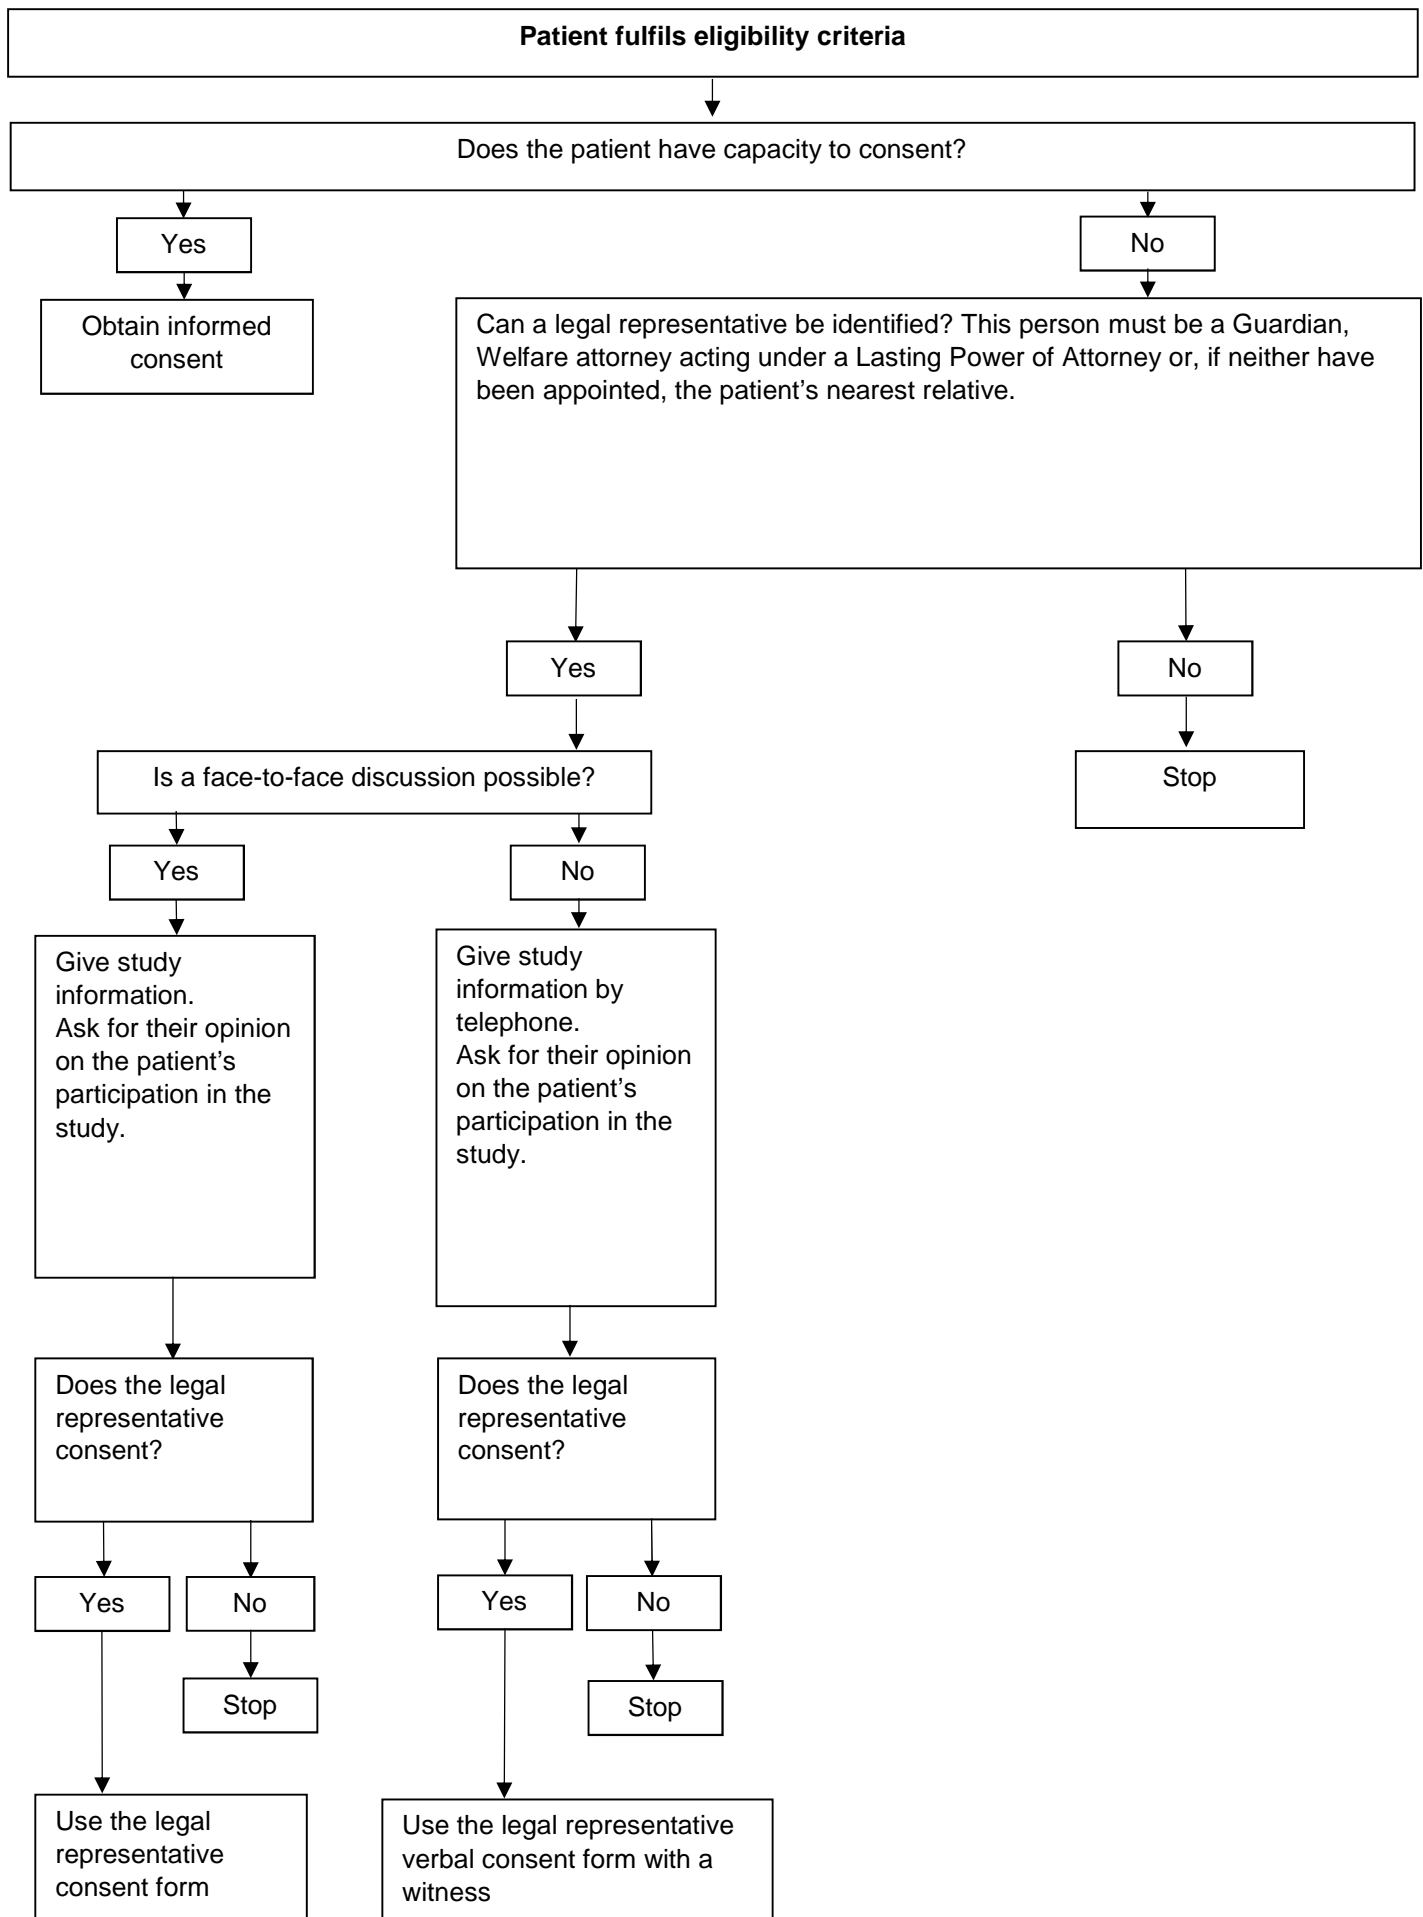 Patient fulfils eligibility criteria
Does the patient have capacity to consent?
Yes
No
Obtain informed
consent
Can a legal representative be identified? This person must be a Guardian,
Welfare attorney acting under a Lasting Power of Attorney or, if neither have
been appointed, the patient’s nearest relative.
Yes
No
Is a face-to-face discussion possible?
Stop
Yes
No
Give study
information.
Ask for their opinion
on the patient’s
participation in the
study.
Give study
information by
telephone.
Ask for their opinion
on the patient’s
participation in the
study.
Does the legal
representative
consent?
Does the legal
representative
consent?
Yes
No
Yes
No
Stop
Stop
Use the legal
representative
consent form
Use the legal representative
verbal consent form with a
witness